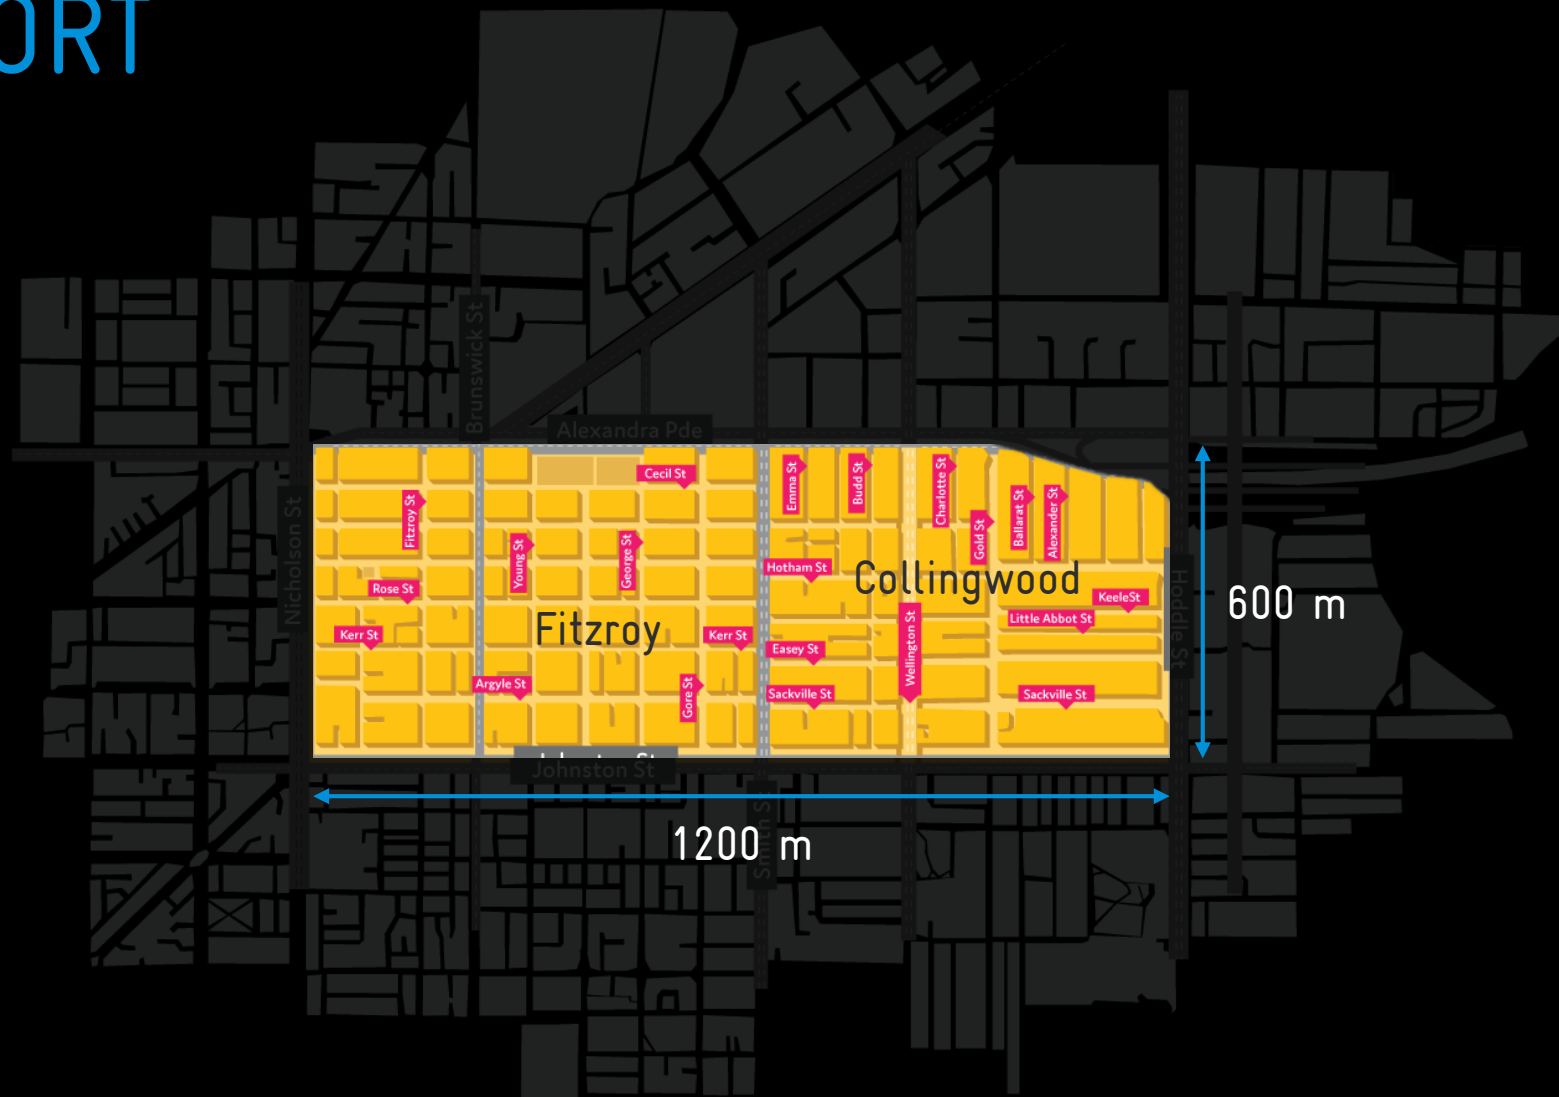 ORT
Brunswick St
Alexandra Pde
Cecil St
Emma St
Budd St
Charlotte St
Fitzroy St
Ballarat St
Alexander St
Gold St
Young St
George St
Nicholson St
Hotham St
Collingwood
Hoddle St
Rose St
KeeleSt
600 m
Little Abbot St
Fitzroy
Kerr St
Kerr St
Wellington St
Easey St
Argyle St
Gore St
Sackville St
Sackville St
Johnston St
1200 m
Smith St